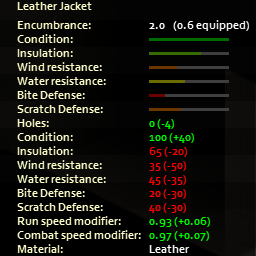 Leather Jacket
Encumbrance: 2.0 (0.6 equipped)
Condition:
Insulation:
Wind resistance:
Water resistance:
Bite Defense:
Scratch Defense:
Holes: 0 (-4)
Condition: 100 (+40)
Insulation: 65 (-20)
Wind resistance: 35 (-50)
Water resistance: 45 (-35)
Bite Defense: 20 (-30)
Scratch Defense: 40 (-30)
Run speed modifier: 0.93 (+0.06)
Combat speed modifier: 0.97 (+0.07)
Material: Leather